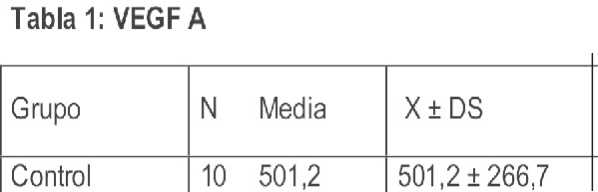 Tabla 1: VEGF A
Grupo N Media X ± DS
Control 10 501,2 501,2 ± 266,7